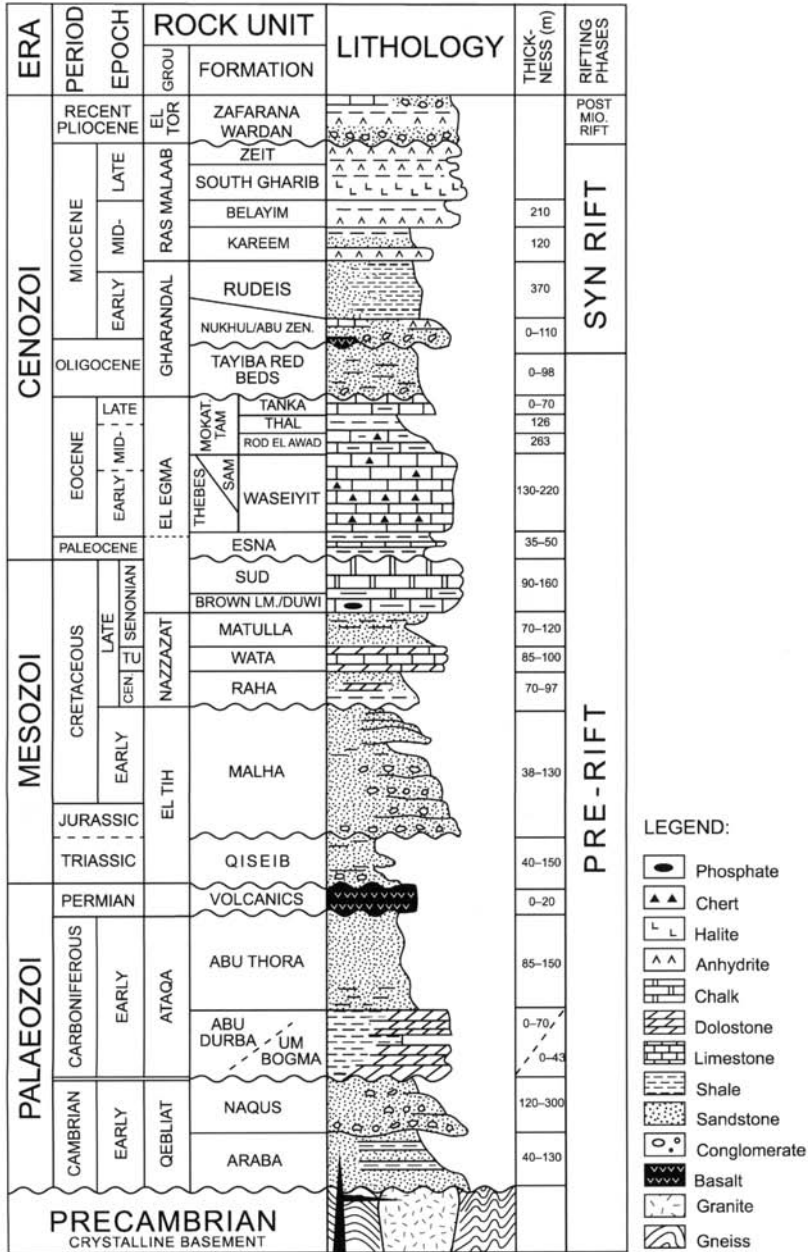 ERA
PERIOD
EPOCH
ROCK UNIT
GROU
FORMATION
LITHOLOGY
THICK-
NESS (m)
RIFTING
PHASES
CENOZOI
MESOZOI
PALAEOZOI
RECENT
PLIOCENE
MIOCENE
LATE
MID-
EARLY
OLIGOCENE
EOCENE
LATE
MID-
EARLY
PALEOCENE
CRETACEOUS
LATE
SENONIAN
TU
CEN.
EARLY
JURASSIC
TRIASSIC
PERMIAN
CARBONIFEROUS
EARLY
CAMBRIAN
EARLY
EL
TOR
RAS MALAAB
GHARANDAL
EL EGMA
NAZZAZAT
EL TIH
ATAQA
QEBLIAT
ZAFARANA
WARDAN
ZEIT
SOUTH GHARIB
BELAYIM
KAREEM
RUDEIS
NUKHUL/ABU ZEN.
TAYIBA RED
BEDS
MOKAT.
TAM
TANKA
THAL
ROD EL AWAD
THEBES
SAM
WASEIYIT
ESNA
SUD
BROWN LM./DUWI
MATULLA
WATA
RAHA
MALHA
QISEIB
VOLCANICS
ABU THORA
ABU
DURBA
UM
BOGMA
NAQUS
ARABA
PRECAMBRIAN
CRYSTALLINE BASEMENT
210
120
370
0–110
0–98
0–70
126
263
130-220
35–50
90-160
70–120
85–100
70–97
38–130
40–150
0–20
85–150
0–70
0–43
120–300
40–130
POST
MIO.
RIFT
SYN RIFT
PRE-RIFT
LEGEND:
Phosphate
Chert
Halite
Anhydrite
Chalk
Dolostone
Limestone
Shale
Sandstone
Conglomerate
Basalt
Granite
Gneiss